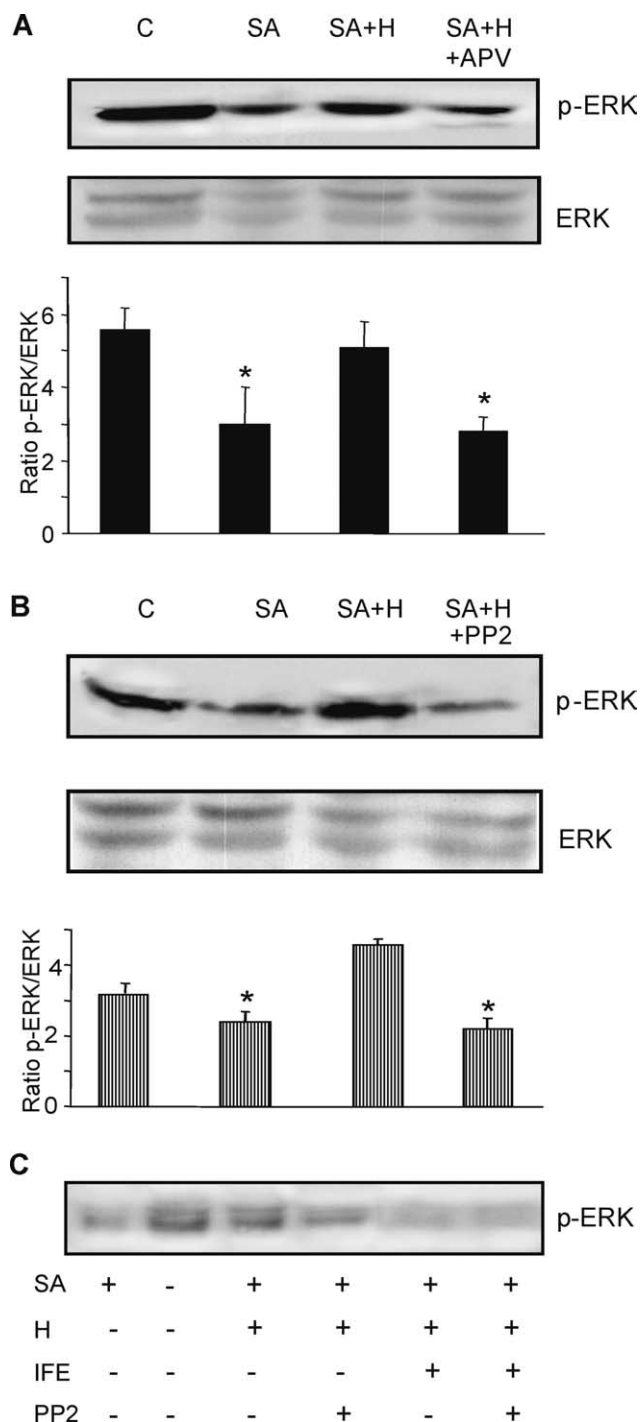 A
C SA SA+H SA+H
+APV
p-ERK
ERK
Ratio p-ERK/ERK
6
4
2
0
* *
B
C SA SA+H SA+H
+PP2
p-ERK
ERK
Ratio p-ERK/ERK
4
2
0
* *
C
p-ERK
SA + - + + + +
H - - + + + +
IFE - - - - + +
PP2 - - - + - +